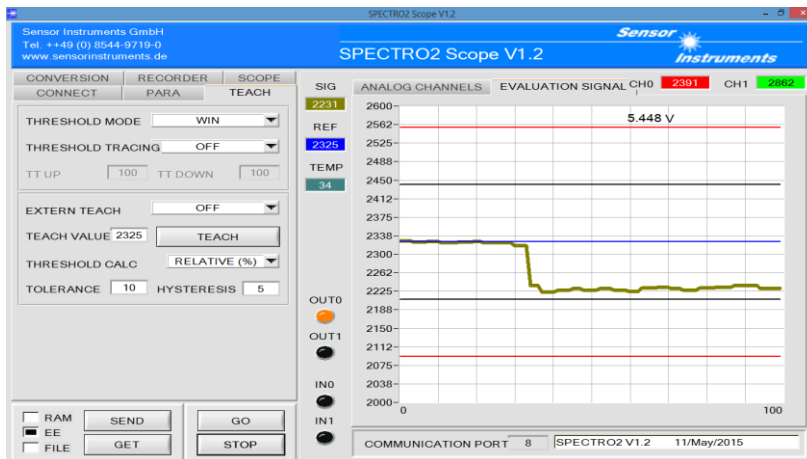 SPECTRO2 Scope V1.2
Sensor Instruments GmbH
Tel. ++49 (0) 8544-9719-0
www.sensorinstruments.de
SPECTRO2 Scope V1.2
Sensor
Instruments
CONVERSION RECORDER SCOPE
CONNECT PARA TEACH
THRESHOLD MODE WIN
THRESHOLD TRACING OFF
TT UP 100 TT DOWN 100
EXTERN TEACH OFF
TEACH VALUE 2325 TEACH
THRESHOLD CALC RELATIVE (%)
TOLERANCE 10 HYSTERESIS 5
RAM
EE
FILE
SEND GO
GET STOP
SIG
2231
REF
2325
TEMP
34
OUT0
OUT1
IN0
IN1
ANALOG CHANNELS EVALUATION SIGNAL CH0 2391 CH1 2862
5.448 V
2600
2562
2525
2488
2450
2412
2375
2338
2300
2262
2225
2188
2150
2112
2075
2038
2000
0 100
COMMUNICATION PORT 8 SPECTRO2 V1.2 11/May/2015